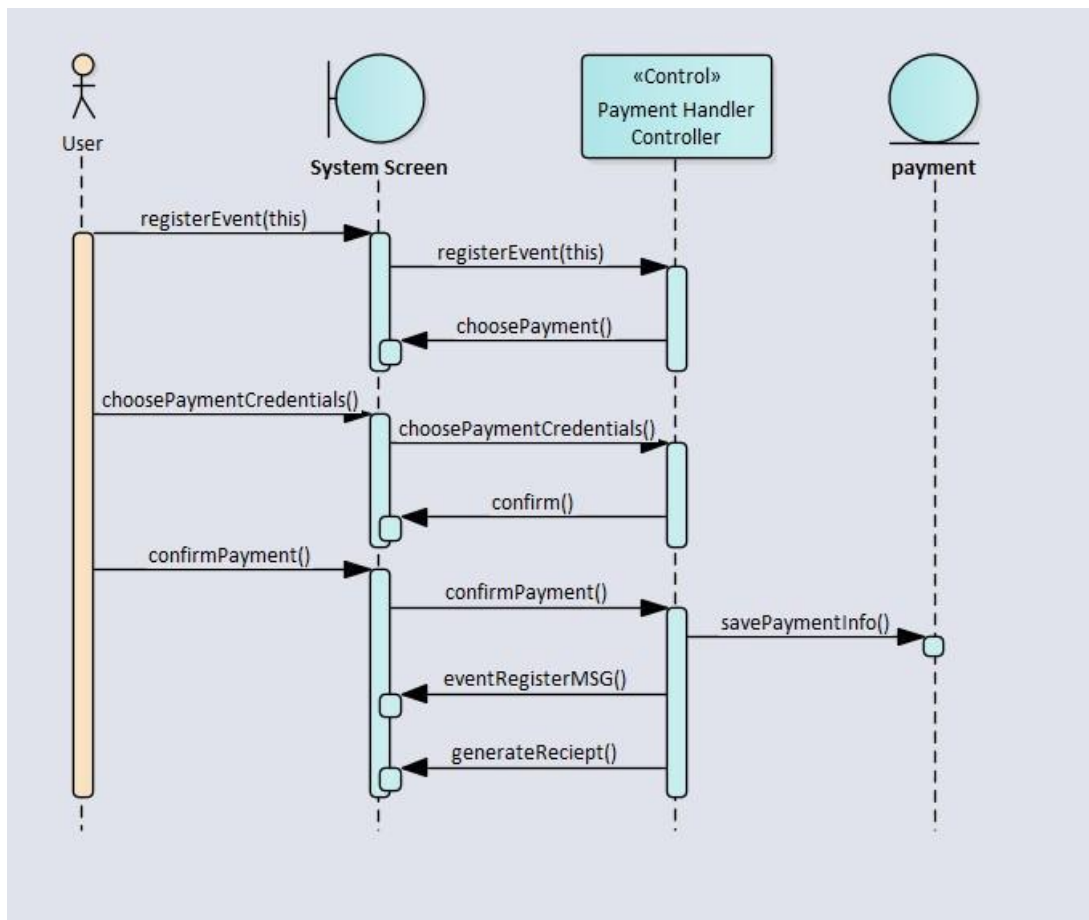 «Control»
Payment Handler
Controller
User
System Screen
payment
registerEvent(this)
registerEvent(this)
choosePayment()
choosePaymentCredentials()
choosePaymentCredentials()
confirm()
confirmPayment()
confirmPayment()
savePaymentInfo()
eventRegisterMSG()
generateReciept()